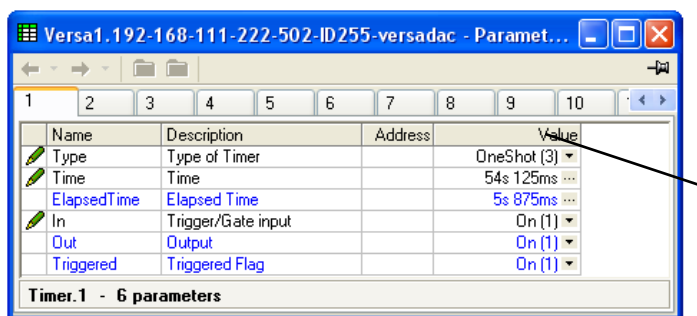 Versa1.192-168-111-222-502-ID255-versadac - Paramet...
1 2 3 4 5 6 7 8 9 10
Name Description Address Value
Type Type of Timer OneShot (3)
Time Time 54s 125ms ...
ElapsedTime Elapsed Time 5s 875ms ...
In Trigger/Gate input On (1)
Out Output On (1)
Triggered Triggered Flag On (1)
Timer.1 - 6 parameters